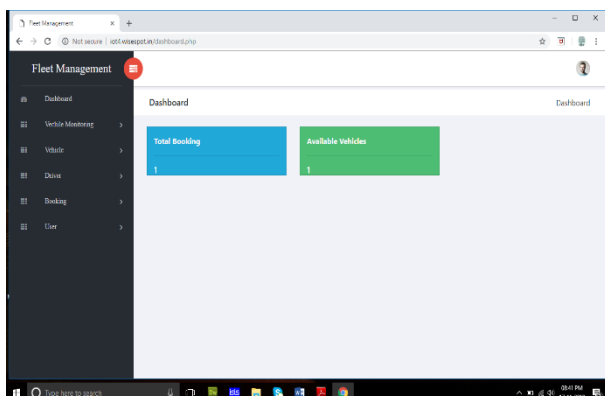 Fleet Management
Not secure | iot4.wisespot.in/dashboard.php
Fleet Management
Dashboard
Vechile Monitoring
Vehicle
Driver
Booking
User
Dashboard
Dashboard
Total Booking
1
Available Vehicles
1
Type here to search
08:41 PM